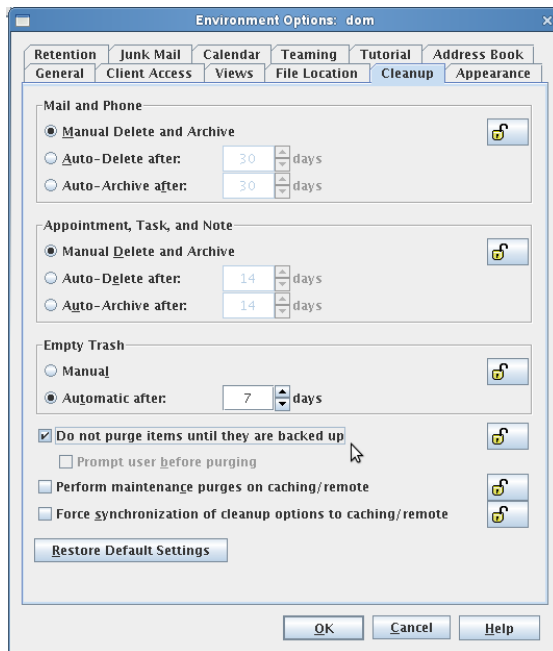 Environment Options: dom
Retention Junk Mail Calendar Teaming Tutorial Address Book
General Client Access Views File Location Cleanup Appearance
Mail and Phone
Manual Delete and Archive
Auto-Delete after: 30 days
Auto-Archive after: 30 days
Appointment, Task, and Note
Manual Delete and Archive
Auto-Delete after: 14 days
Auto-Archive after: 14 days
Empty Trash
Manual
Automatic after: 7 days
Do not purge items until they are backed up
Prompt user before purging
Perform maintenance purges on caching/remote
Force synchronization of cleanup options to caching/remote
Restore Default Settings
OK Cancel Help